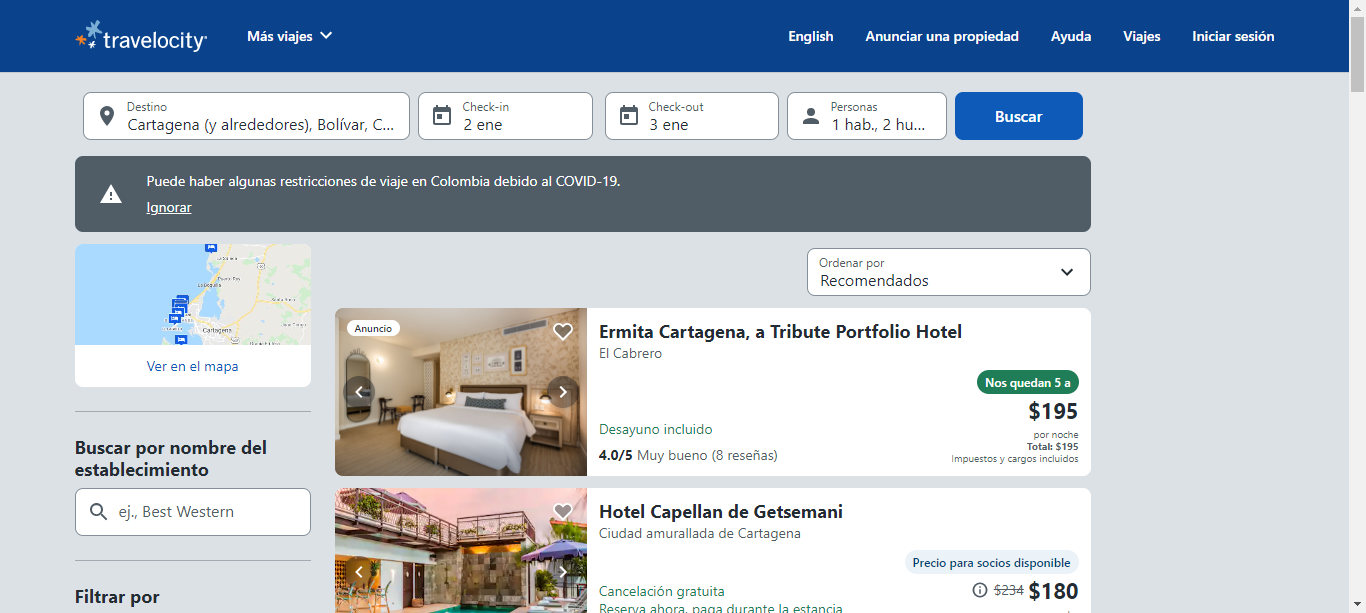 travelocity
Más viajes
English
Anunciar una propiedad
Ayuda
Viajes
Iniciar sesión
Destino
Cartagena (y alrededores), Bolívar, C...
Check-in
2 ene
Check-out
3 ene
Personas
1 hab., 2 hu...
Buscar
Puede haber algunas restricciones de viaje en Colombia debido al COVID-19.
Ignorar
Cartagena
Ver en el mapa
Buscar por nombre del
establecimiento
ej., Best Western
Filtrar por
Ordenar por
Recomendados
Anuncio
Ermita Cartagena, a Tribute Portfolio Hotel
El Cabrero
Nos quedan 5 a
$195
por noche
Total: $195
Impuestos y cargos incluidos
Desayuno incluido
4.0/5 Muy bueno (8 reseñas)
Hotel Capellan de Getsemani
Ciudad amurallada de Cartagena
Precio para socios disponible
$234 $180
Cancelación gratuita
Reserva ahora, paga durante la estancia